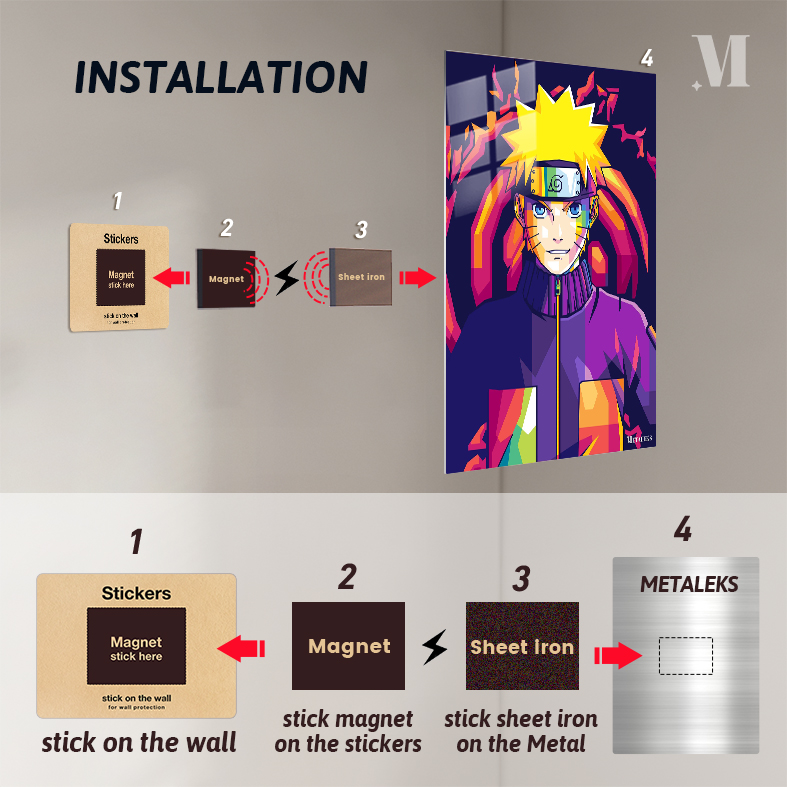 INSTALLATION
M
4
1
2
3
Stickers
Magnet
stick here
stick on the wall
for wall protection
Magnet
Sheet iron
METALEKS
1
2
3
4
Stickers
Magnet
stick here
stick on the wall
for wall protection
Magnet
Sheet iron
METALEKS
stick on the wall
stick magnet
on the stickers
stick sheet iron
on the Metal